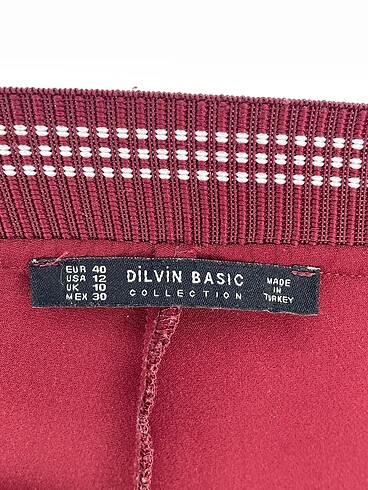 EUR 40
USA 12
UK 10
MEX 30
DİLVİN BASIC
COLLECTION
MADE
IN
TURKEY